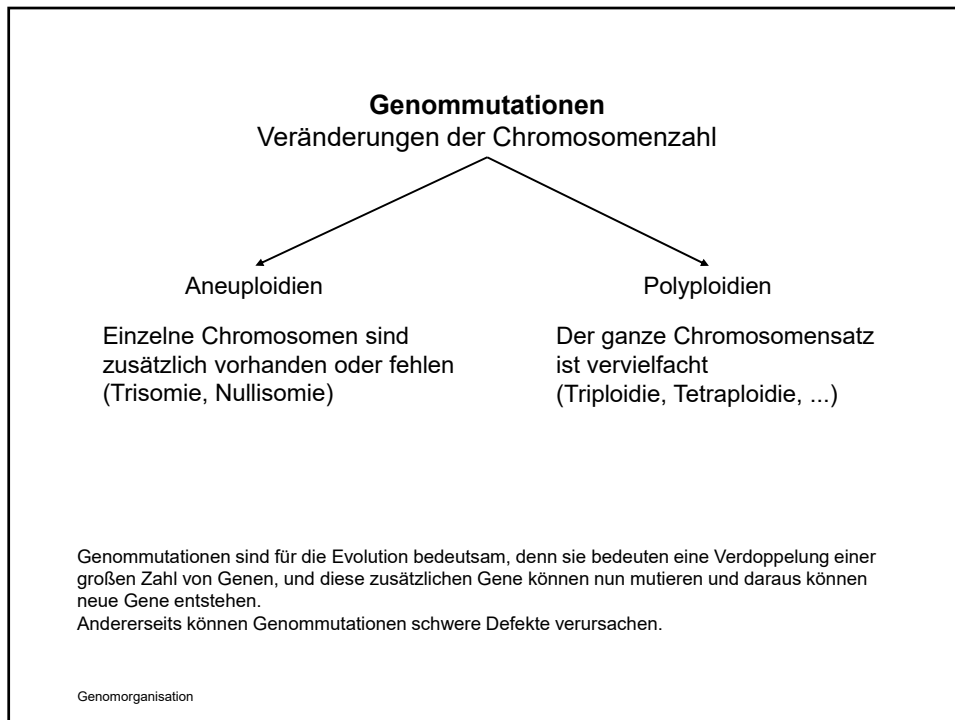 Genommutationen
Veränderungen der Chromosomenzahl
Aneuploidien
Einzelne Chromosomen sind
zusätzlich vorhanden oder fehlen
(Trisomie, Nullisomie)
Polyploidien
Der ganze Chromosomensatz
ist vervielfacht
(Triploidie, Tetraploidie, ...)
Genommutationen sind für die Evolution bedeutsam, denn sie bedeuten eine Verdoppelung einer
großen Zahl von Genen, und diese zusätzlichen Gene können nun mutieren und daraus können
neue Gene entstehen.
Andererseits können Genommutationen schwere Defekte verursachen.
Genomorganisation